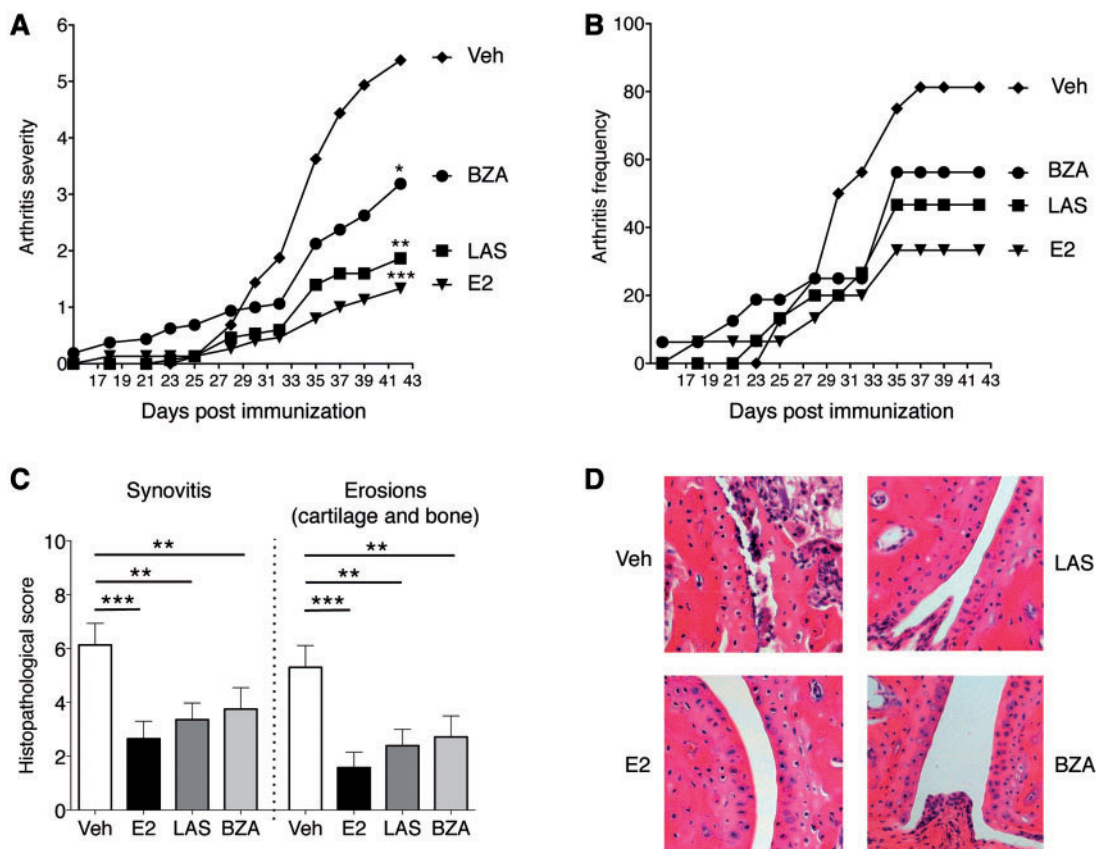 A
Arthritis severity
6
5
4
3
2
1
0
Veh
BZA
LAS
E2
*
**
***
17 19 21 23 25 27 29 31 33 35 37 39 41 43
Days post immunization
B
Arthritis frequency
100
80
60
40
20
0
Veh
BZA
LAS
E2
17 19 21 23 25 27 29 31 33 35 37 39 41 43
Days post immunization
C
Synovitis
Erosions
(cartilage and bone)
Histopathological score
10
8
6
4
2
0
**
**
***
**
**
***
Veh E2 LAS BZA
Veh E2 LAS BZA
D
Veh
LAS
E2
BZA